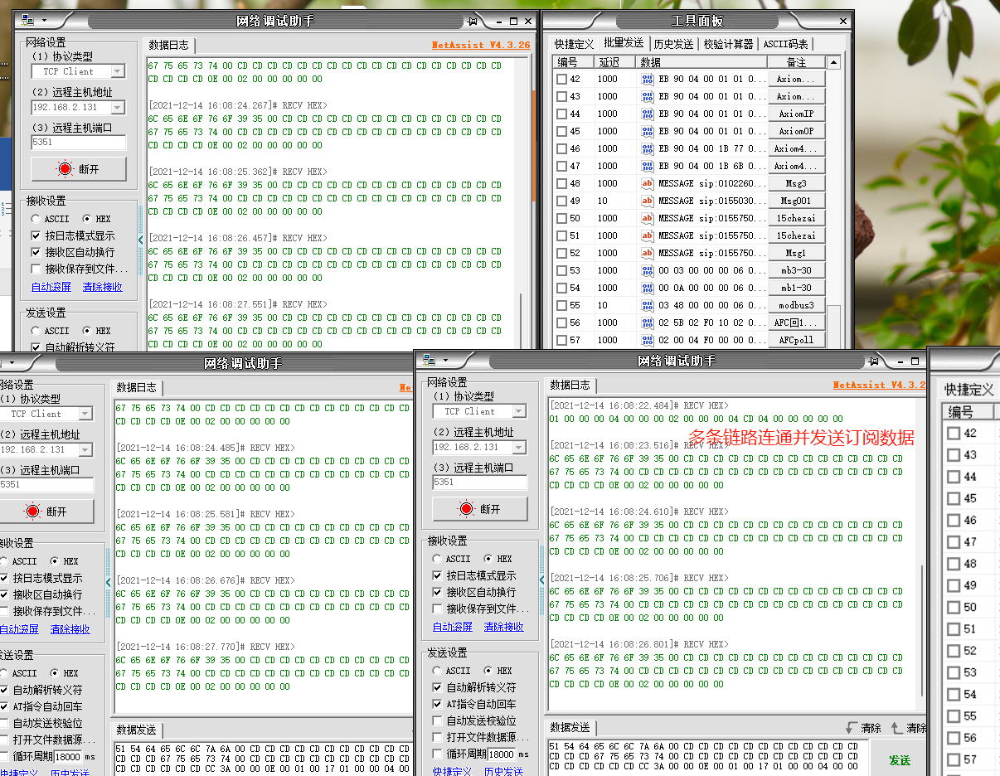 网络调试助手
网络设置
(1) 协议类型
TCP Client
(2) 远程主机地址
192.168.2.131
(3) 远程主机端口
5351
断开
接收设置
ASCII HEX
按日志模式显示
接收区自动换行
接收保存到文件...
自动滚屏 清除接收
发送设置
ASCII HEX
自动解析转义符
数据日志 NetAssist V4.3.26
67 75 65 73 74 00 CD CD CD CD CD CD CD CD CD CD CD CD CD CD CD CD CD CD
CD CD CD CD 0E 00 02 00 00 00 00 00
[2021-12-14 16:08:24.267]# RECV HEX>
6C 65 6E 6F 76 6F 39 35 00 CD CD CD CD CD CD CD CD CD CD CD CD CD CD CD
67 75 65 73 74 00 CD CD CD CD CD CD CD CD CD CD CD CD CD CD CD CD CD CD
CD CD CD CD 0E 00 02 00 00 00 00 00
[2021-12-14 16:08:25.362]# RECV HEX>
6C 65 6E 6F 76 6F 39 35 00 CD CD CD CD CD CD CD CD CD CD CD CD CD CD CD
67 75 65 73 74 00 CD CD CD CD CD CD CD CD CD CD CD CD CD CD CD CD CD CD
CD CD CD CD 0E 00 02 00 00 00 00 00
[2021-12-14 16:08:26.457]# RECV HEX>
6C 65 6E 6F 76 6F 39 35 00 CD CD CD CD CD CD CD CD CD CD CD CD CD CD CD
67 75 65 73 74 00 CD CD CD CD CD CD CD CD CD CD CD CD CD CD CD CD CD CD
CD CD CD CD 0E 00 02 00 00 00 00 00
[2021-12-14 16:08:27.551]# RECV HEX>
6C 65 6E 6F 76 6F 39 35 00 CD CD CD CD CD CD CD CD CD CD CD CD CD CD CD
67 75 65 73 74 00 CD CD CD CD CD CD CD CD CD CD CD CD CD CD CD CD CD CD
CD CD CD CD 0E 00 02 00 00 00 00 00
工具面板
快捷定义 批量发送 历史发送 校验计算器 ASCII码表
编号 延迟 数据 备注
42 1000 EB 90 04 00 01 01 0... Axiom...
43 1000 EB 90 04 00 01 01 0... Axiom...
44 1000 EB 90 04 00 01 01 0... AxiomIP
45 1000 EB 90 04 00 01 01 0... AxiomOP
46 1000 EB 90 04 00 1B 77 0... Axiom4...
47 1000 EB 90 04 00 1B 6B 0... Axiom4...
48 1000 MESSAGE sip:0102260... Msg3
49 10 MESSAGE sip:0155030... Msg001
50 1000 MESSAGE sip:0155750... 15chezai
51 1000 MESSAGE sip:0155750... 15chezai
52 1000 MESSAGE sip:0155750... Msg1
53 1000 00 03 00 00 00 06 0... mb3-30
54 1000 00 0A 00 00 00 06 0... mb1-30
55 10 03 48 00 00 00 06 0... modbus3
56 1000 02 5B 02 F0 10 02 0... AFC回1...
57 1000 02 00 04 F0 00 00 0... AFCpoll
网络调试助手
网络设置
(1) 协议类型
TCP Client
(2) 远程主机地址
192.168.2.131
(3) 远程主机端口
5351
断开
接收设置
ASCII HEX
按日志模式显示
接收区自动换行
接收保存到文件...
自动滚屏 清除接收
发送设置
ASCII HEX
自动解析转义符
AT指令自动回车
自动发送校验位
打开文件数据源...
循环周期 18000 ms
快捷定义 历史发送
数据日志 Ne
67 75 65 73 74 00 CD CD CD CD CD CD CD CD CD CD CD CD CD CD
CD CD CD CD 0E 00 02 00 00 00 00 00
[2021-12-14 16:08:24.485]# RECV HEX>
6C 65 6E 6F 76 6F 39 35 00 CD CD CD CD CD CD CD CD CD CD CD
67 75 65 73 74 00 CD CD CD CD CD CD CD CD CD CD CD CD CD CD
CD CD CD CD 0E 00 02 00 00 00 00 00
[2021-12-14 16:08:25.581]# RECV HEX>
6C 65 6E 6F 76 6F 39 35 00 CD CD CD CD CD CD CD CD CD CD CD
67 75 65 73 74 00 CD CD CD CD CD CD CD CD CD CD CD CD CD CD
CD CD CD CD 0E 00 02 00 00 00 00 00
[2021-12-14 16:08:26.676]# RECV HEX>
6C 65 6E 6F 76 6F 39 35 00 CD CD CD CD CD CD CD CD CD CD CD
67 75 65 73 74 00 CD CD CD CD CD CD CD CD CD CD CD CD CD CD
CD CD CD CD 0E 00 02 00 00 00 00 00
[2021-12-14 16:08:27.770]# RECV HEX>
6C 65 6E 6F 76 6F 39 35 00 CD CD CD CD CD CD CD CD CD CD CD
67 75 65 73 74 00 CD CD CD CD CD CD CD CD CD CD CD CD CD CD
CD CD CD CD 0E 00 02 00 00 00 00 00
数据发送
51 54 64 65 6C 6C 7A 6A 00 CD CD CD CD CD CD CD CD CD CD CD
CD CD CD CD 67 75 65 73 74 00 CD CD CD CD CD CD CD CD CD CD
CD CD CD CD CD CD CC 3A 00 00 0E 00 01 00 17 01 00 00 04 00
网络调试助手
网络设置
(1) 协议类型
TCP Client
(2) 远程主机地址
192.168.2.131
(3) 远程主机端口
5351
断开
接收设置
ASCII HEX
按日志模式显示
接收区自动换行
接收保存到文件...
自动滚屏 清除接收
发送设置
ASCII HEX
自动解析转义符
AT指令自动回车
自动发送校验位
打开文件数据源...
循环周期 18000 ms
快捷定义 历史发送
数据日志 NetAssist V4.3.2
[2021-12-14 16:08:22.484]# RECV HEX>
01 00 00 00 04 00 00 00 02 00 00 00 04 CD 04 00 00 00 00 00
多条链路连通并发送订阅数据
[2021-12-14 16:08:23.516]# RECV HEX>
6C 65 6E 6F 76 6F 39 35 00 CD CD CD CD CD CD CD CD CD CD CD CD CD CD CD
67 75 65 73 74 00 CD CD CD CD CD CD CD CD CD CD CD CD CD CD CD CD CD CD
CD CD CD CD 0E 00 02 00 00 00 00 00
[2021-12-14 16:08:24.610]# RECV HEX>
6C 65 6E 6F 76 6F 39 35 00 CD CD CD CD CD CD CD CD CD CD CD CD CD CD CD
67 75 65 73 74 00 CD CD CD CD CD CD CD CD CD CD CD CD CD CD CD CD CD CD
CD CD CD CD 0E 00 02 00 00 00 00 00
[2021-12-14 16:08:25.706]# RECV HEX>
6C 65 6E 6F 76 6F 39 35 00 CD CD CD CD CD CD CD CD CD CD CD CD CD CD CD
67 75 65 73 74 00 CD CD CD CD CD CD CD CD CD CD CD CD CD CD CD CD CD CD
CD CD CD CD 0E 00 02 00 00 00 00 00
[2021-12-14 16:08:26.801]# RECV HEX>
6C 65 6E 6F 76 6F 39 35 00 CD CD CD CD CD CD CD CD CD CD CD CD CD CD CD
67 75 65 73 74 00 CD CD CD CD CD CD CD CD CD CD CD CD CD CD CD CD CD CD
CD CD CD CD 0E 00 02 00 00 00 00 00
数据发送 清除 清除
51 54 64 65 6C 6C 7A 6A 00 CD CD CD CD CD CD CD CD CD CD CD CD
CD CD CD 67 75 65 73 74 00 CD CD CD CD CD CD CD CD CD CD CD CD
CD CD CD CD CD CC 3A 00 00 0E 00 01 00 17 01 00 00 04 00 00
发送
快捷定义
编号
42
43
44
45
46
47
48
49
50
51
52
53
54
55
56
57